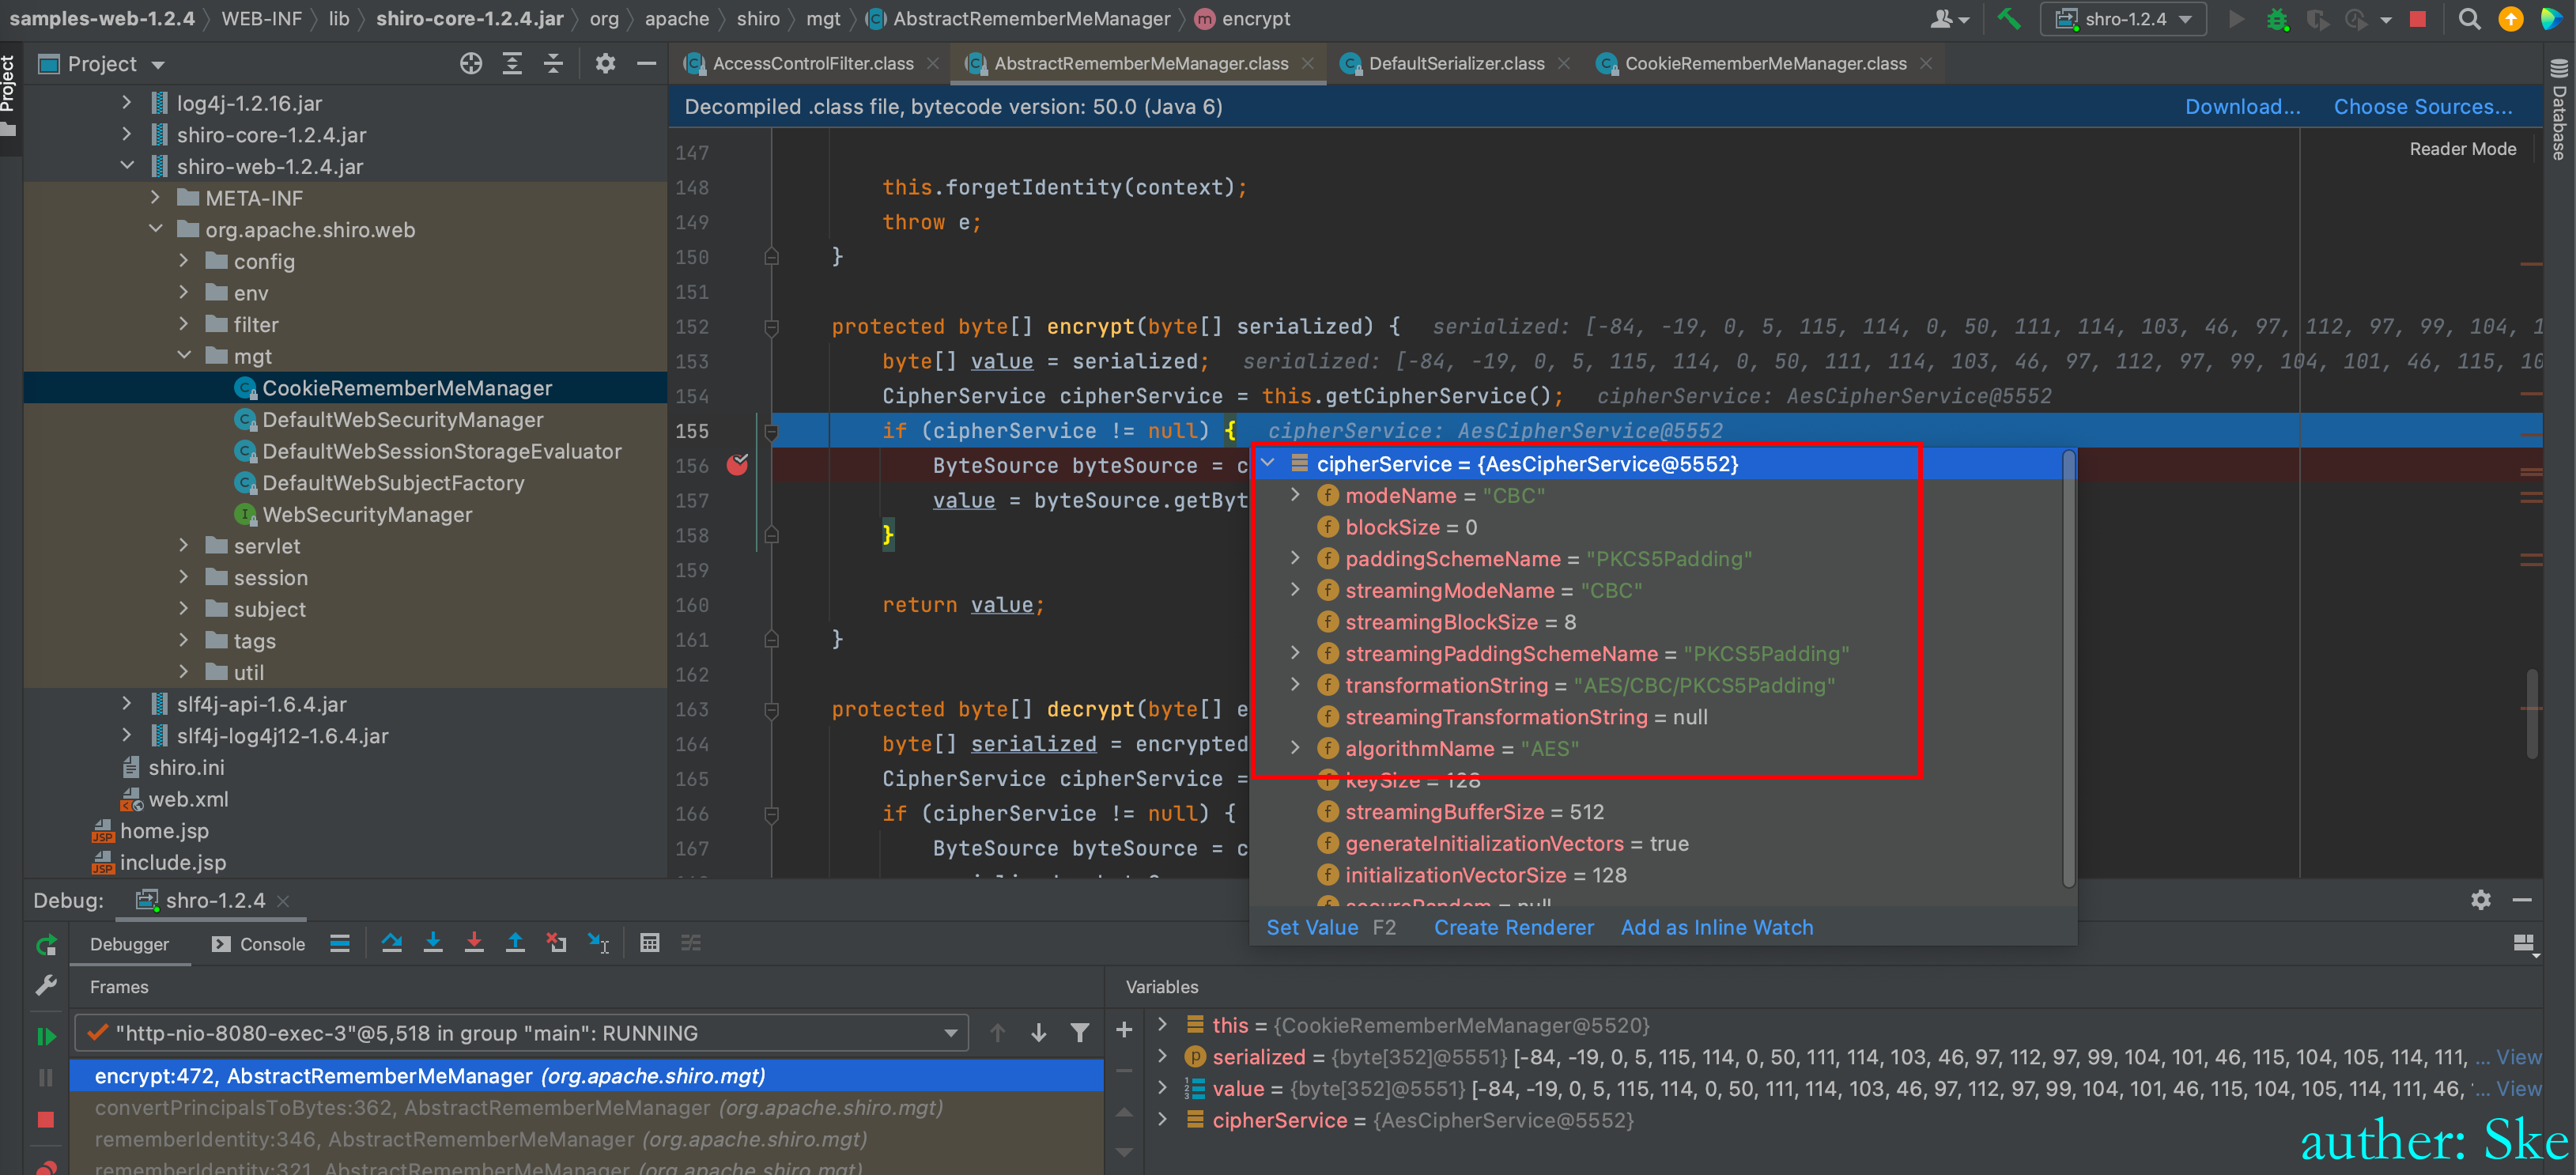 samples-web-1.2.4 WEB-INF lib shiro-core-1.2.4.jar org apache shiro mgt AbstractRememberMeManager encrypt
shro-1.2.4
Project
Project
AccessControlFilter.class AbstractRememberMeManager.class DefaultSerializer.class CookieRememberMeManager.class
Database
Decompiled .class file, bytecode version: 50.0 (Java 6) Download... Choose Sources...
Reader Mode
log4j-1.2.16.jar
shiro-core-1.2.4.jar
shiro-web-1.2.4.jar
META-INF
org.apache.shiro.web
config
env
filter
mgt
CookieRememberMeManager
DefaultWebSecurityManager
DefaultWebSessionStorageEvaluator
DefaultWebSubjectFactory
WebSecurityManager
servlet
session
subject
tags
util
slf4j-api-1.6.4.jar
slf4j-log4j12-1.6.4.jar
shiro.ini
web.xml
home.jsp
include.jsp
147
148 this.forgetIdentity(context);
149 throw e;
150 }
151
152 protected byte[] encrypt(byte[] serialized) { serialized: [-84, -19, 0, 5, 115, 114, 0, 50, 111, 114, 103, 46, 97, 112, 97, 99, 104, 1
153 byte[] value = serialized; serialized: [-84, -19, 0, 5, 115, 114, 0, 50, 111, 114, 103, 46, 97, 112, 97, 99, 104, 101, 46, 115, 10
154 CipherService cipherService = this.getCipherService(); cipherService: AesCipherService@5552
155 if (cipherService != null) { cipherService: AesCipherService@5552
156 ByteSource byteSource = c
157 value = byteSource.getByt
158 }
159
160 return value;
161 }
162
163 protected byte[] decrypt(byte[] e
164 byte[] serialized = encrypted
165 CipherService cipherService =
166 if (cipherService != null) {
167 ByteSource byteSource = c
cipherService = {AesCipherService@5552}
modeName = "CBC"
blockSize = 0
paddingSchemeName = "PKCS5Padding"
streamingModeName = "CBC"
streamingBlockSize = 8
streamingPaddingSchemeName = "PKCS5Padding"
transformationString = "AES/CBC/PKCS5Padding"
streamingTransformationString = null
algorithmName = "AES"
keySize = 128
streamingBufferSize = 512
generateInitializationVectors = true
initializationVectorSize = 128
secureRandom = null
Set Value F2 Create Renderer Add as Inline Watch
Debug: shro-1.2.4
Debugger Console
Frames
"http-nio-8080-exec-3"@5,518 in group "main": RUNNING
encrypt:472, AbstractRememberMeManager (org.apache.shiro.mgt)
convertPrincipalsToBytes:362, AbstractRememberMeManager (org.apache.shiro.mgt)
rememberIdentity:346, AbstractRememberMeManager (org.apache.shiro.mgt)
rememberIdentity:321, AbstractRememberMeManager (org.apache.shiro.mgt)
Variables
this = {CookieRememberMeManager@5520}
serialized = {byte[352]@5551} [-84, -19, 0, 5, 115, 114, 0, 50, 111, 114, 103, 46, 97, 112, 97, 99, 104, 101, 46, 115, 104, 105, 114, 111, ... View
value = {byte[352]@5551} [-84, -19, 0, 5, 115, 114, 0, 50, 111, 114, 103, 46, 97, 112, 97, 99, 104, 101, 46, 115, 104, 105, 114, 111, 46, ... View
cipherService = {AesCipherService@5552}
auther: Ske